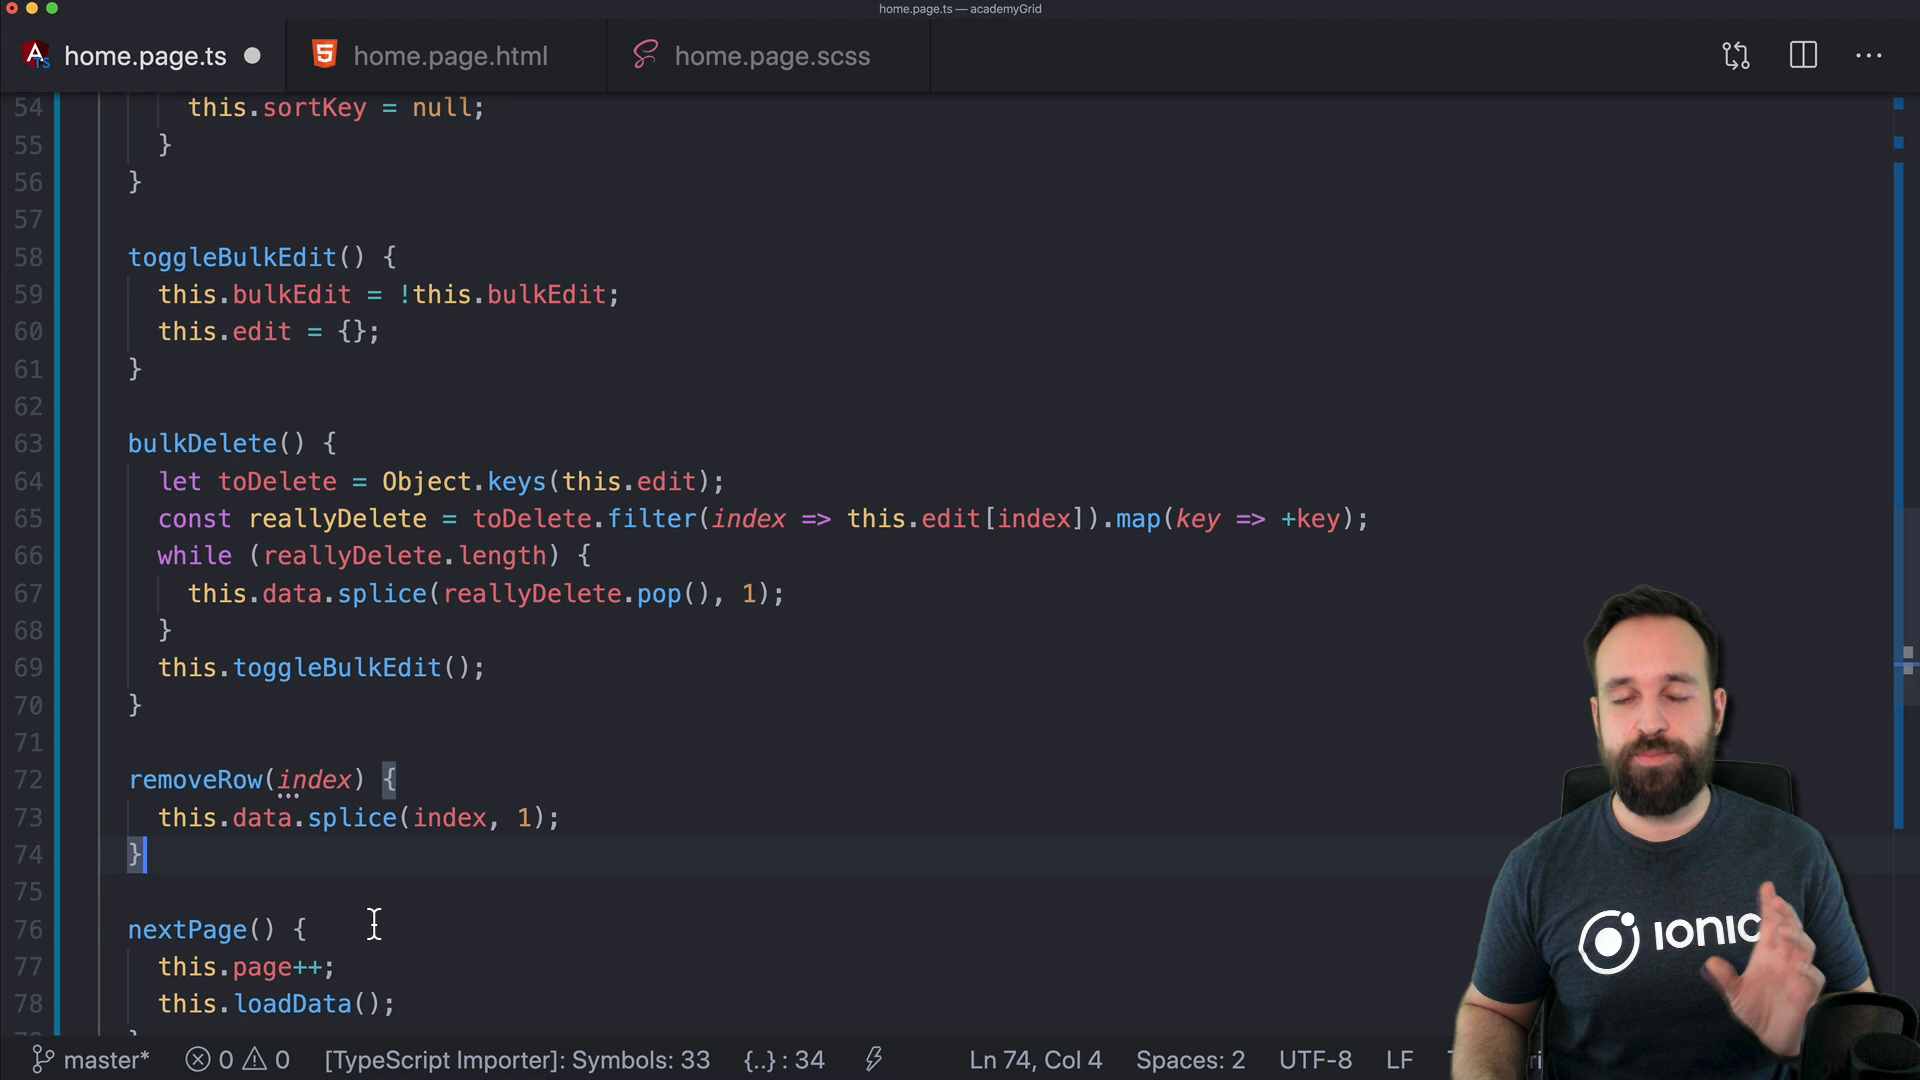 home.page.ts — academyGrid
home.page.ts
home.page.html
home.page.scss
54 this.sortKey = null;
55 }
56 }
57
58 toggleBulkEdit() {
59 this.bulkEdit = !this.bulkEdit;
60 this.edit = {};
61 }
62
63 bulkDelete() {
64 let toDelete = Object.keys(this.edit);
65 const reallyDelete = toDelete.filter(index => this.edit[index]).map(key => +key);
66 while (reallyDelete.length) {
67 this.data.splice(reallyDelete.pop(), 1);
68 }
69 this.toggleBulkEdit();
70 }
71
72 removeRow(index) {
73 this.data.splice(index, 1);
74 }
75
76 nextPage() {
77 this.page++;
78 this.loadData();
IONIC
master* 0 0 [TypeScript Importer]: Symbols: 33 {..} : 34 Ln 74, Col 4 Spaces: 2 UTF-8 LF